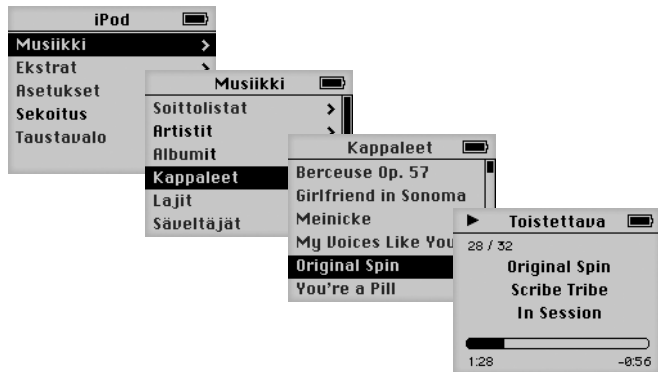 iPod
Musiikki >
Ekstrat >
Asetukset
Sekoitus
Taustavalo
Musiikki
Soittolistat >
Artistit >
Albumit
Kappaleet
Lajit
Säveltäjät
Kappaleet
Berceuse Op. 57
Girlfriend in Sonoma
Meinicke
My Voices Like You
Original Spin
You're a Pill
Toistettava
28 / 32
Original Spin
Scribe Tribe
In Session
1:28 -0:56